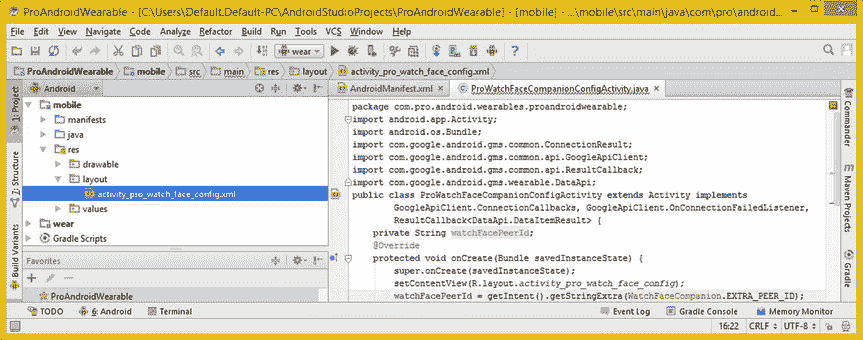 ProAndroidWearable - [C:\Users\Default.Default-PC\AndroidStudioProjects\ProAndroidWearable] - [mobile] - ...\mobile\src\main\java\com\pro\android
File Edit View Navigate Code Analyze Refactor Build Run Tools VCS Window Help
wear
ProAndroidWearable mobile src main res layout activity_pro_watch_face_config.xml
Android
AndroidManifest.xml ProWatchFaceCompanionConfigActivity.java
1: Project
7: Structure
Build Variants
mobile
manifests
java
res
drawable
layout
activity_pro_watch_face_config.xml
values
wear
Gradle Scripts
Favorites
ProAndroidWearable
package com.pro.android.wearables.proandroidwearable;
import android.app.Activity;
import android.os.Bundle;
import com.google.android.gms.common.ConnectionResult;
import com.google.android.gms.common.api.GoogleApiClient;
import com.google.android.gms.common.api.ResultCallback;
import com.google.android.gms.wearable.DataApi;
public class ProWatchFaceCompanionConfigActivity extends Activity implements
GoogleApiClient.ConnectionCallbacks, GoogleApiClient.OnConnectionFailedListener,
ResultCallback<DataApi.DataItemResult> {
private String watchFacePeerId;
@Override
protected void onCreate(Bundle savedInstanceState) {
super.onCreate(savedInstanceState);
setContentView(R.layout.activity_pro_watch_face_config);
watchFacePeerId = getIntent().getStringExtra(WatchFaceCompanion.EXTRA_PEER_ID);
Commander
Maven Projects
Gradle
TODO 6: Android Terminal Event Log Gradle Console Memory Monitor
16:22 CRLF UTF-8